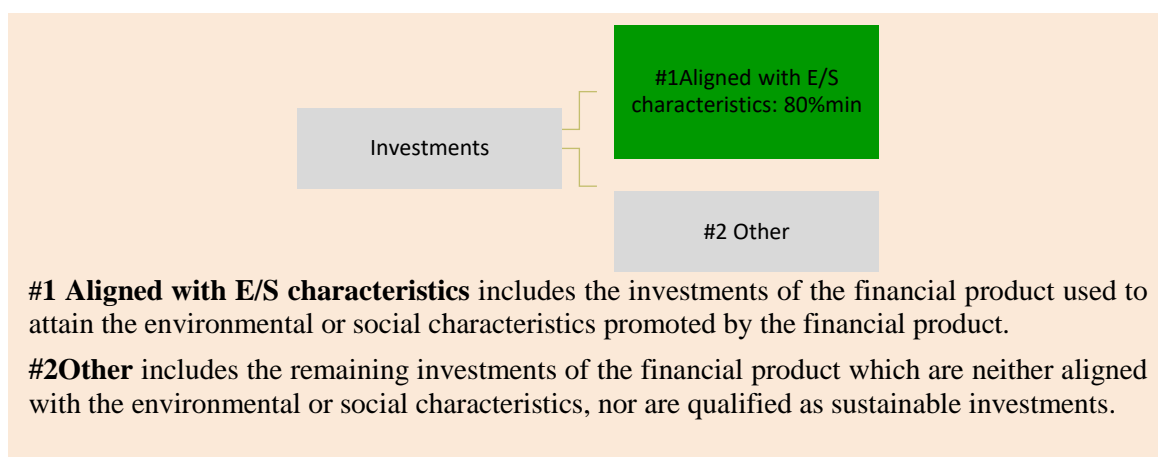 #1Aligned with E/S
characteristics: 80%min
Investments
#2 Other
#1 Aligned with E/S characteristics includes the investments of the financial product used to
attain the environmental or social characteristics promoted by the financial product.
#2Other includes the remaining investments of the financial product which are neither aligned
with the environmental or social characteristics, nor are qualified as sustainable investments.